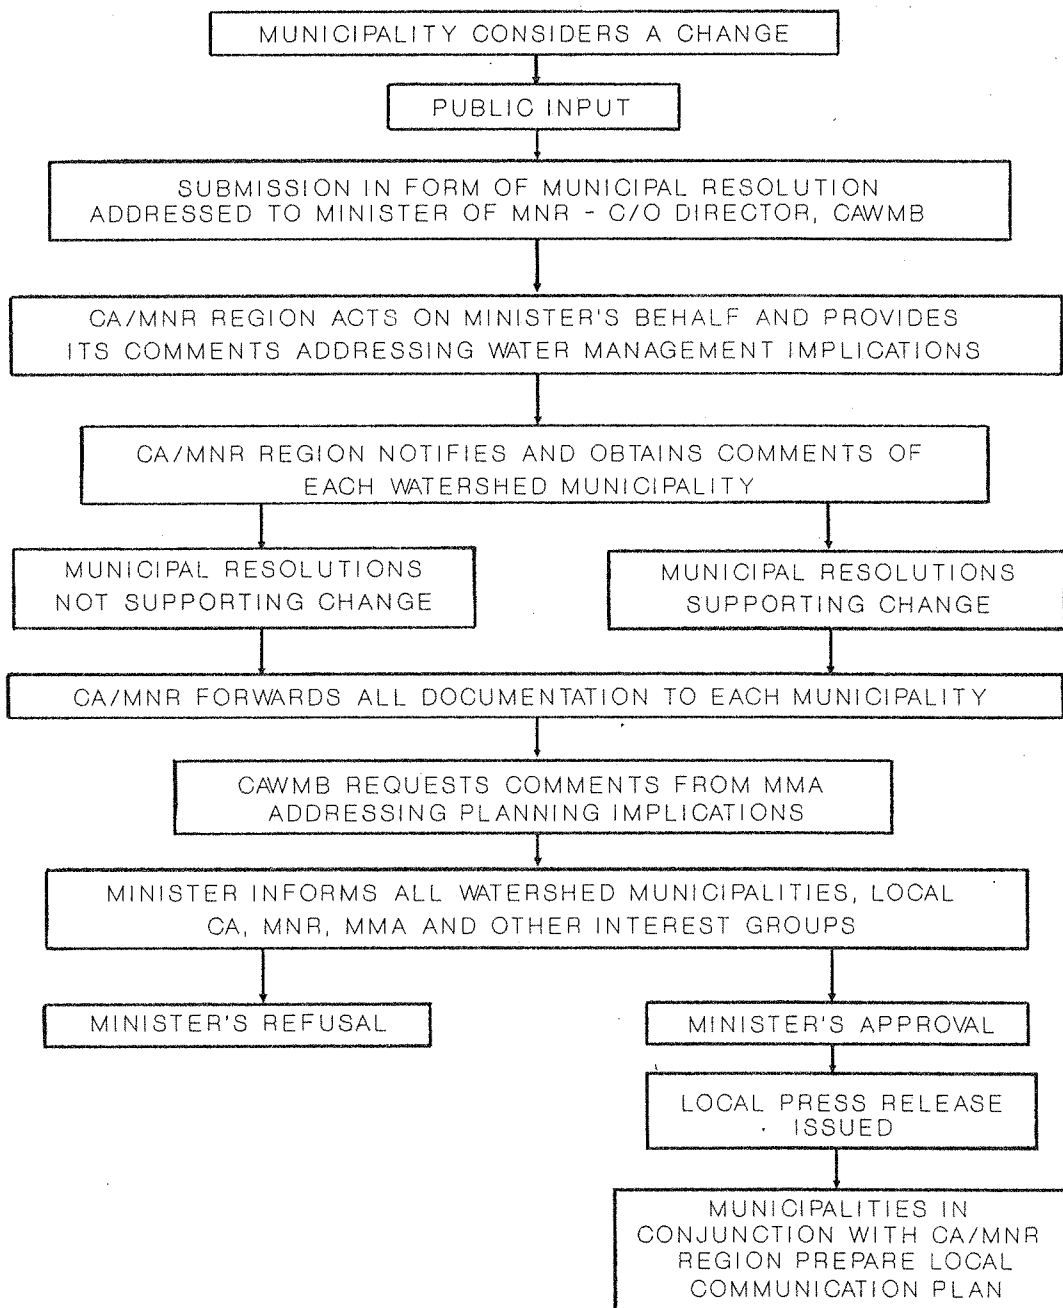 MUNICIPALITY CONSIDERS A CHANGE
PUBLIC INPUT
SUBMISSION IN FORM OF MUNICIPAL RESOLUTION
ADDRESSED TO MINISTER OF MNR - C/O DIRECTOR, CAWMB
CA/MNR REGION ACTS ON MINISTER'S BEHALF AND PROVIDES
ITS COMMENTS ADDRESSING WATER MANAGEMENT IMPLICATIONS
CA/MNR REGION NOTIFIES AND OBTAINS COMMENTS OF
EACH WATERSHED MUNICIPALITY
MUNICIPAL RESOLUTIONS
NOT SUPPORTING CHANGE
MUNICIPAL RESOLUTIONS
SUPPORTING CHANGE
CA/MNR FORWARDS ALL DOCUMENTATION TO EACH MUNICIPALITY
CAWMB REQUESTS COMMENTS FROM MMA
ADDRESSING PLANNING IMPLICATIONS
MINISTER INFORMS ALL WATERSHED MUNICIPALITIES, LOCAL
CA, MNR, MMA AND OTHER INTEREST GROUPS
MINISTER'S REFUSAL
MINISTER'S APPROVAL
LOCAL PRESS RELEASE
ISSUED
MUNICIPALITIES IN
CONJUNCTION WITH CA/MNR
REGION PREPARE LOCAL
COMMUNICATION PLAN